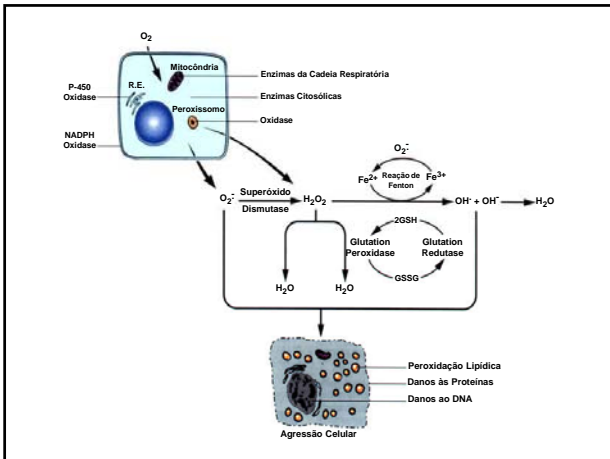 O₂
Mitocôndria
Enzimas da Cadeia Respiratória
P-450
Oxidase
R.E.
Enzimas Citosólicas
Peroxissomo
Oxidase
NADPH
Oxidase
O₂⁻
Fe²⁺
Reação de
Fenton
Fe³⁺
O₂⁻
Superóxido
Dismutase
H₂O₂
OH· + OH⁻
H₂O
2GSH
Glutation
Peroxidase
Glutation
Redutase
GSSG
H₂O
H₂O
Peroxidação Lipídica
Danos às Proteínas
Danos ao DNA
Agressão Celular